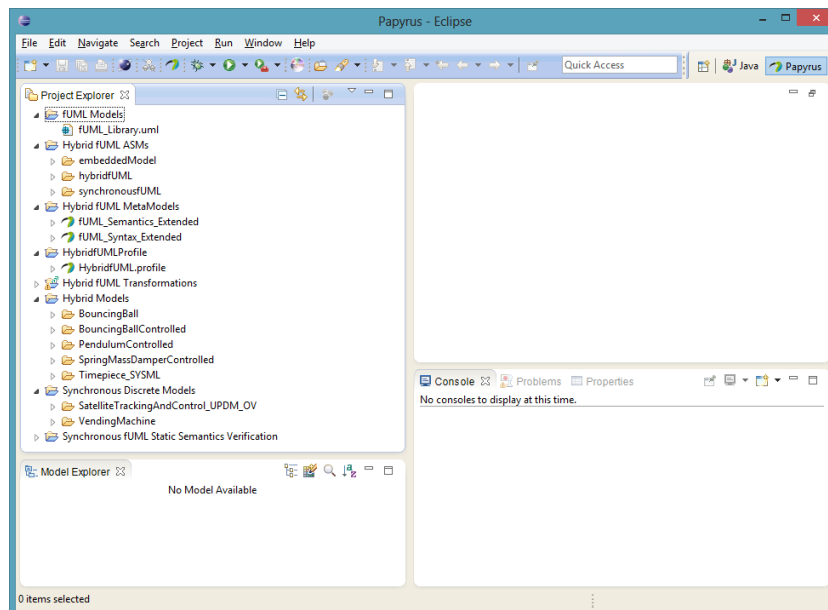 Papyrus - Eclipse
File Edit Navigate Search Project Run Window Help
Quick Access
Java
Papyrus
Project Explorer
fUML Models
fUML_Library.uml
Hybrid fUML ASMs
embeddedModel
hybridfUML
synchronousfUML
Hybrid fUML MetaModels
fUML_Semantics_Extended
fUML_Syntax_Extended
HybridfUMLProfile
HybridfUML.profile
Hybrid fUML Transformations
Hybrid Models
BouncingBall
BouncingBallControlled
PendulumControlled
SpringMassDamperControlled
Timepiece_SYSML
Synchronous Discrete Models
SatelliteTrackingAndControl_UPDM_OV
VendingMachine
Synchronous fUML Static Semantics Verification
Console Problems Properties
No consoles to display at this time.
Model Explorer
No Model Available
0 items selected